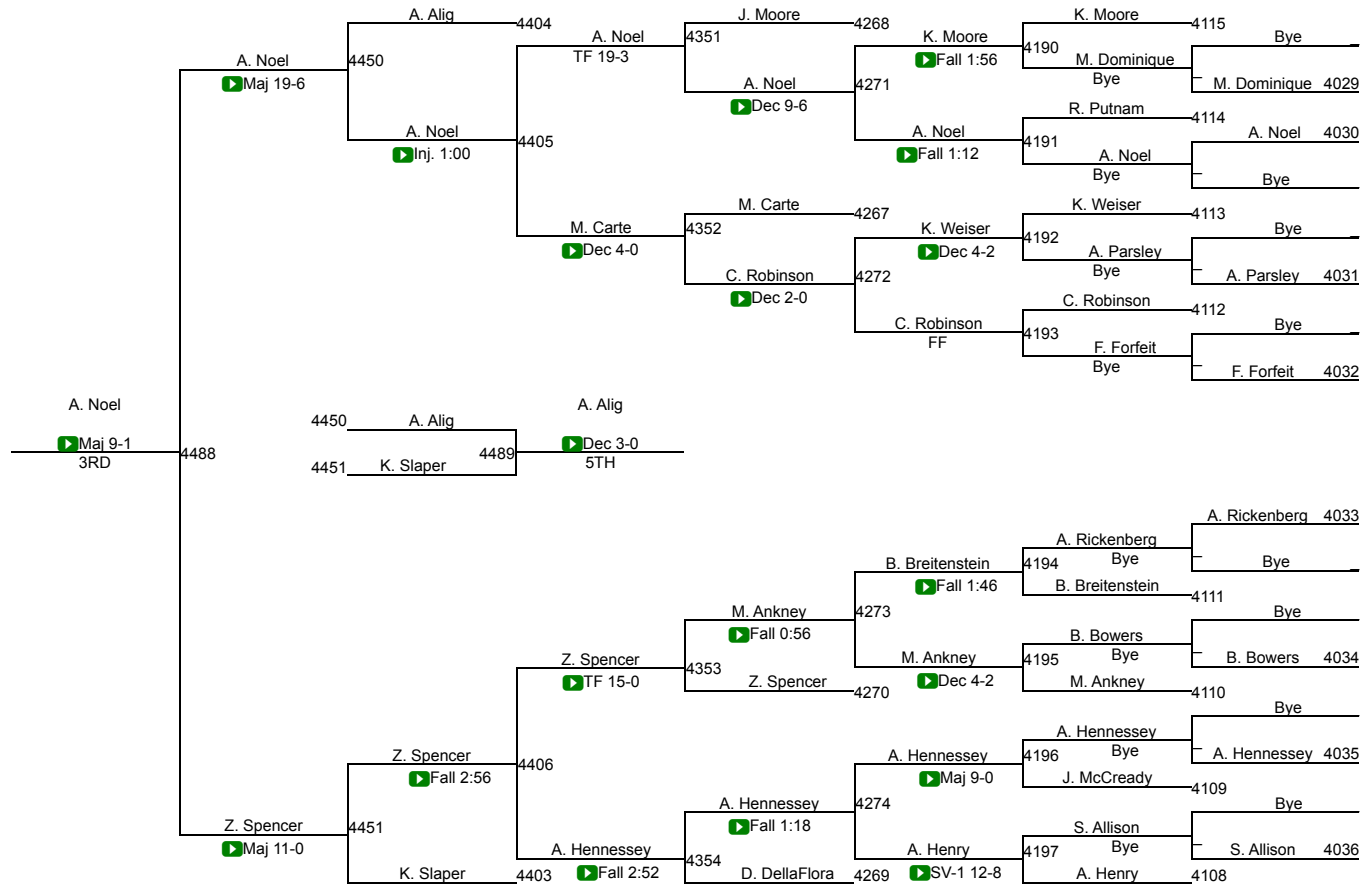 A. Alig 4404
J. Moore 4268
K. Moore 4115
A. Noel 4351
TF 19-3
K. Moore 4190
Fall 1:56
Bye
M. Dominique
Bye
A. Noel 4450
Maj 19-6
A. Noel 4271
Dec 9-6
M. Dominique 4029
R. Putnam 4114
A. Noel 4405
Inj. 1:00
A. Noel 4191
Fall 1:12
A. Noel 4030
A. Noel
Bye
Bye
M. Carte 4267
K. Weiser 4113
M. Carte 4352
Dec 4-0
K. Weiser 4192
Dec 4-2
Bye
A. Parsley
Bye
C. Robinson 4272
Dec 2-0
A. Parsley 4031
C. Robinson 4112
C. Robinson 4193
FF
Bye
F. Forfeit
Bye
F. Forfeit 4032
A. Noel
A. Alig
4450 A. Alig
Maj 9-1
3RD
4488
4489
Dec 3-0
5TH
4451 K. Slaper
A. Rickenberg 4033
A. Rickenberg
Bye
B. Breitenstein 4194
Fall 1:46
Bye
B. Breitenstein 4111
M. Ankney 4273
Fall 0:56
Bye
B. Bowers
Bye
Z. Spencer 4353
TF 15-0
M. Ankney 4195
Dec 4-2
B. Bowers 4034
Z. Spencer 4270
M. Ankney 4110
Bye
A. Hennessey
Bye
Z. Spencer 4406
Fall 2:56
A. Hennessey 4196
Maj 9-0
A. Hennessey 4035
J. McCready 4109
A. Hennessey 4274
Fall 1:18
Bye
Z. Spencer 4451
Maj 11-0
S. Allison
Bye
A. Hennessey 4354
Fall 2:52
A. Henry 4197
SV-1 12-8
S. Allison 4036
K. Slaper 4403
D. DellaFlora 4269
A. Henry 4108